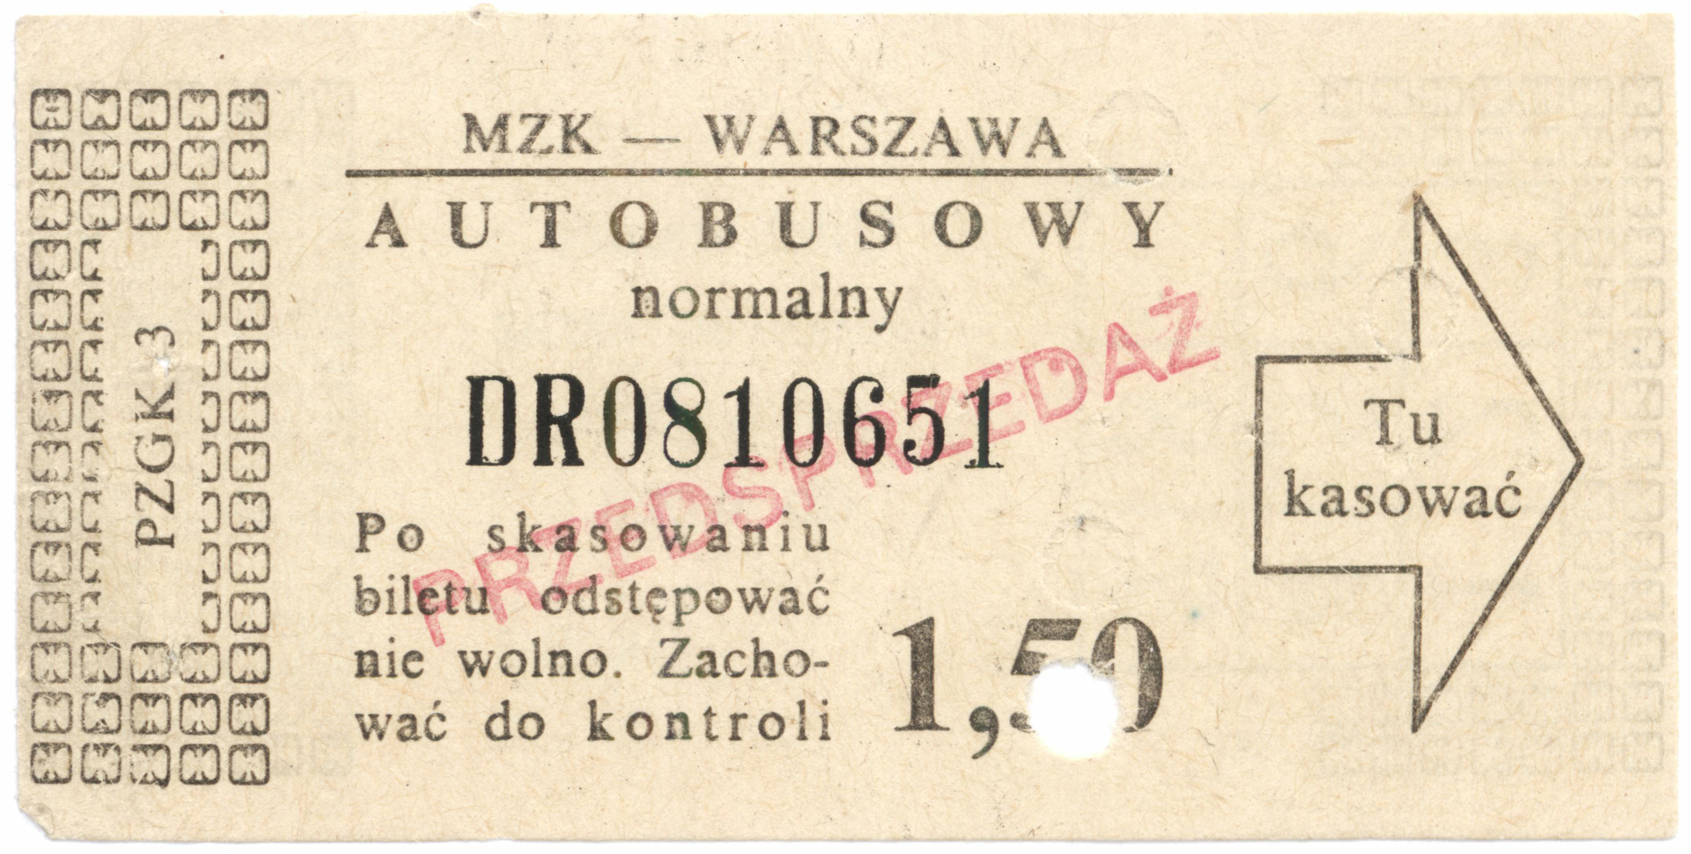 MZK — WARSZAWA
AUTOBUSOWY
normalny
DR0810651
PRZEDSPRZEDAŻ
Po skasowaniu
biletu odstępować
nie wolno. Zacho-
wać do kontroli
1,50
PZGK 3
Tu
kasować